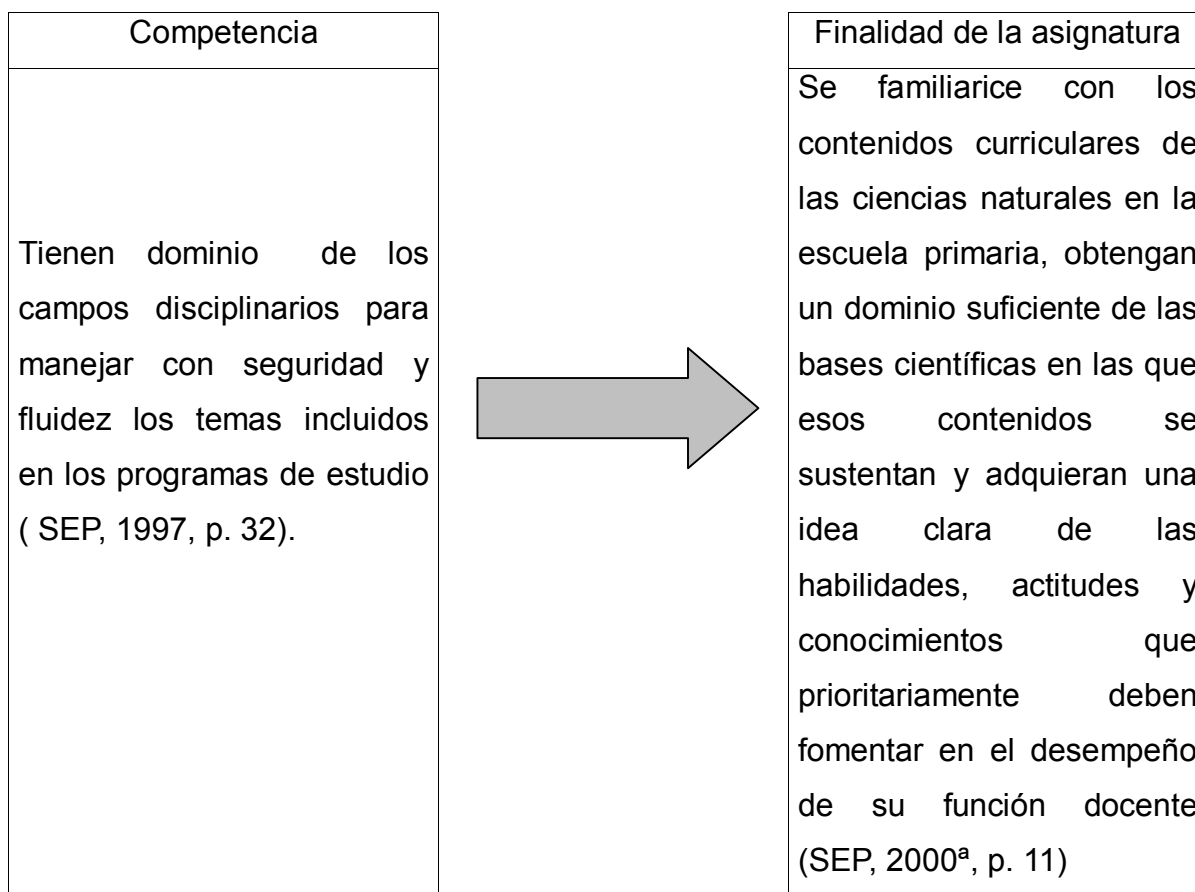 Competencia
Tienen dominio de los
campos disciplinarios para
manejar con seguridad y
fluidez los temas incluidos
en los programas de estudio
( SEP, 1997, p. 32).
Finalidad de la asignatura
Se familiarice con los
contenidos curriculares de
las ciencias naturales en la
escuela primaria, obtengan
un dominio suficiente de las
bases científicas en las que
esos contenidos se
sustentan y adquieran una
idea clara de las
habilidades, actitudes y
conocimientos que
prioritariamente deben
fomentar en el desempeño
de su función docente
(SEP, 2000ª, p. 11)